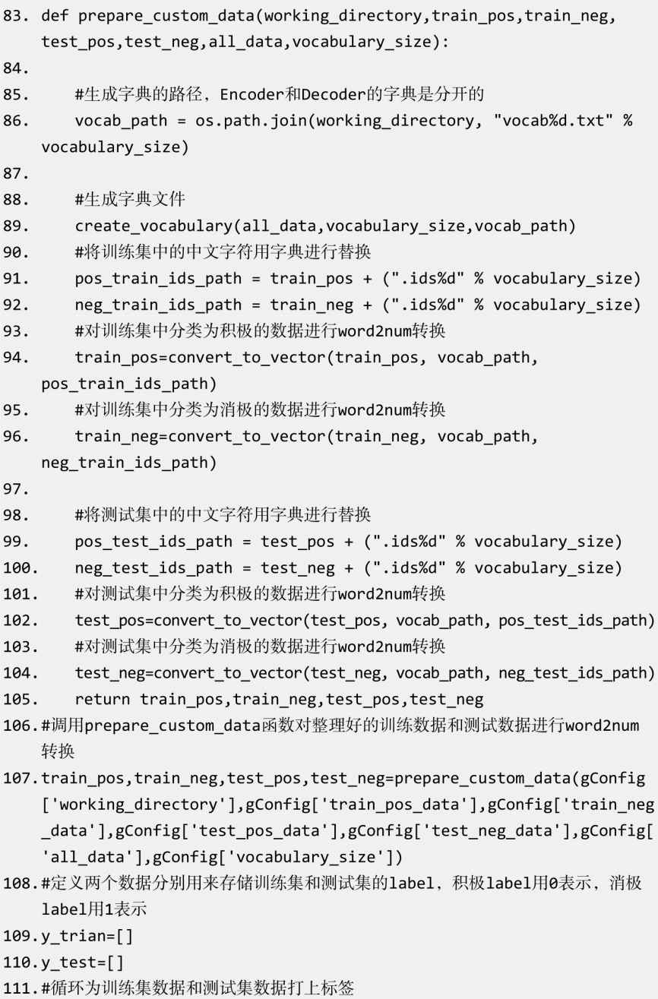 83. def prepare_custom_data(working_directory,train_pos,train_neg,
test_pos,test_neg,all_data,vocabulary_size):
84.
85. #生成字典的路径，Encoder和Decoder的字典是分开的
86. vocab_path = os.path.join(working_directory, "vocab%d.txt" %
vocabulary_size)
87.
88. #生成字典文件
89. create_vocabulary(all_data,vocabulary_size,vocab_path)
90. #将训练集中的中文字符用字典进行替换
91. pos_train_ids_path = train_pos + (".ids%d" % vocabulary_size)
92. neg_train_ids_path = train_neg + (".ids%d" % vocabulary_size)
93. #对训练集中分类为积极的数据进行word2num转换
94. train_pos=convert_to_vector(train_pos, vocab_path,
pos_train_ids_path)
95. #对训练集中分类为消极的数据进行word2num转换
96. train_neg=convert_to_vector(train_neg, vocab_path,
neg_train_ids_path)
97.
98. #将测试集中的中文字符用字典进行替换
99. pos_test_ids_path = test_pos + (".ids%d" % vocabulary_size)
100. neg_test_ids_path = test_neg + (".ids%d" % vocabulary_size)
101. #对测试集中分类为积极的数据进行word2num转换
102. test_pos=convert_to_vector(test_pos, vocab_path, pos_test_ids_path)
103. #对测试集中分类为消极的数据进行word2num转换
104. test_neg=convert_to_vector(test_neg, vocab_path, neg_test_ids_path)
105. return train_pos,train_neg,test_pos,test_neg
106.#调用prepare_custom_data函数对整理好的训练数据和测试数据进行word2num
转换
107.train_pos,train_neg,test_pos,test_neg=prepare_custom_data(gConfig
['working_directory'],gConfig['train_pos_data'],gConfig['train_neg
_data'],gConfig['test_pos_data'],gConfig['test_neg_data'],gConfig[
'all_data'],gConfig['vocabulary_size'])
108.#定义两个数据分别用来存储训练集和测试集的label，积极label用0表示，消极
label用1表示
109.y_trian=[]
110.y_test=[]
111.#循环为训练集数据和测试集数据打上标签